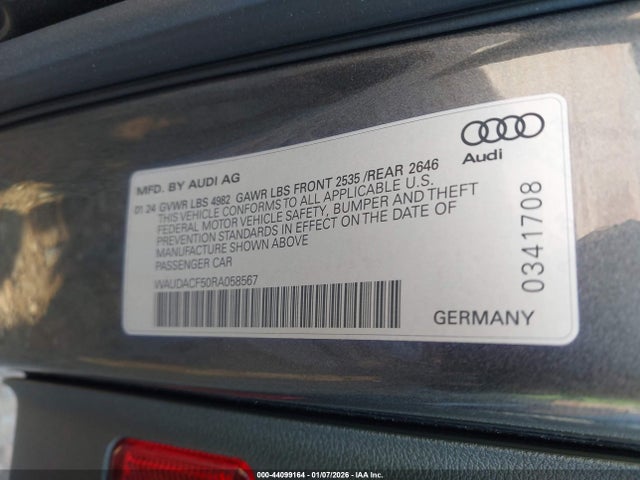 Audi
MFD. BY AUDI AG
01 24 GVWR LBS 4982 GAWR LBS FRONT 2535 /REAR 2646
THIS VEHICLE CONFORMS TO ALL APPLICABLE U.S.
FEDERAL MOTOR VEHICLE SAFETY, BUMPER AND THEFT
PREVENTION STANDARDS IN EFFECT ON THE DATE OF
MANUFACTURE SHOWN ABOVE
PASSENGER CAR
WAUDACF50RA058567
GERMANY
0341708
000-44099164 | 01/07/2026 - IAA Inc.